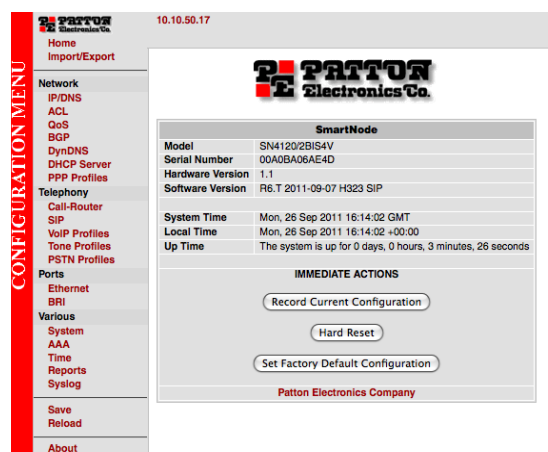 CONFIGURATION MENU
PATTON
Electronics Co.
Home
Import/Export
Network
IP/DNS
ACL
QoS
BGP
DynDNS
DHCP Server
PPP Profiles
Telephony
Call-Router
SIP
VoIP Profiles
Tone Profiles
PSTN Profiles
Ports
Ethernet
BRI
Various
System
AAA
Time
Reports
Syslog
Save
Reload
About
10.10.50.17
PATTON
Electronics Co.
SmartNode
Model SN4120/2BIS4V
Serial Number 00A0BA06AE4D
Hardware Version 1.1
Software Version R6.T 2011-09-07 H323 SIP
System Time Mon, 26 Sep 2011 16:14:02 GMT
Local Time Mon, 26 Sep 2011 16:14:02 +00:00
Up Time The system is up for 0 days, 0 hours, 3 minutes, 26 seconds
IMMEDIATE ACTIONS
Record Current Configuration
Hard Reset
Set Factory Default Configuration
Patton Electronics Company